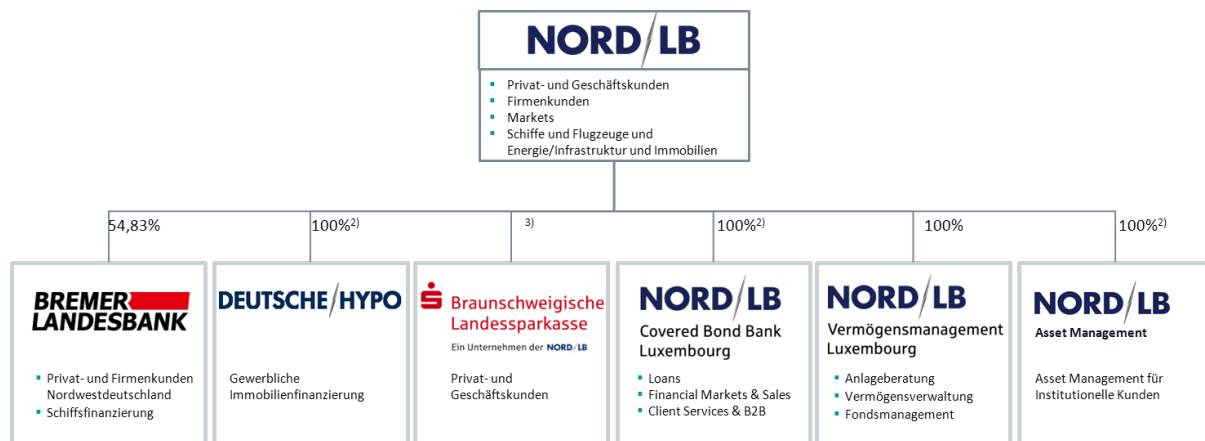 NORD/LB
Privat- und Geschäftskunden
Firmenkunden
Markets
Schiffe und Flugzeuge und
Energie/Infrastruktur und Immobilien
54,83%
100%2)
3)
100%2)
100%
100%2)
BREMER
LANDESBANK
Privat- und Firmenkunden
Nordwestdeutschland
Schiffsfinanzierung
DEUTSCHE/HYPO
Gewerbliche
Immobilienfinanzierung
Braunschweigische
Landessparkasse
Ein Unternehmen der NORD/LB
Privat- und
Geschäftskunden
NORD/LB
Covered Bond Bank
Luxembourg
Loans
Financial Markets & Sales
Client Services & B2B
NORD/LB
Vermögensmanagement
Luxembourg
Anlageberatung
Vermögensverwaltung
Fondsmanagement
NORD/LB
Asset Management
Asset Management für
Institutionelle Kunden